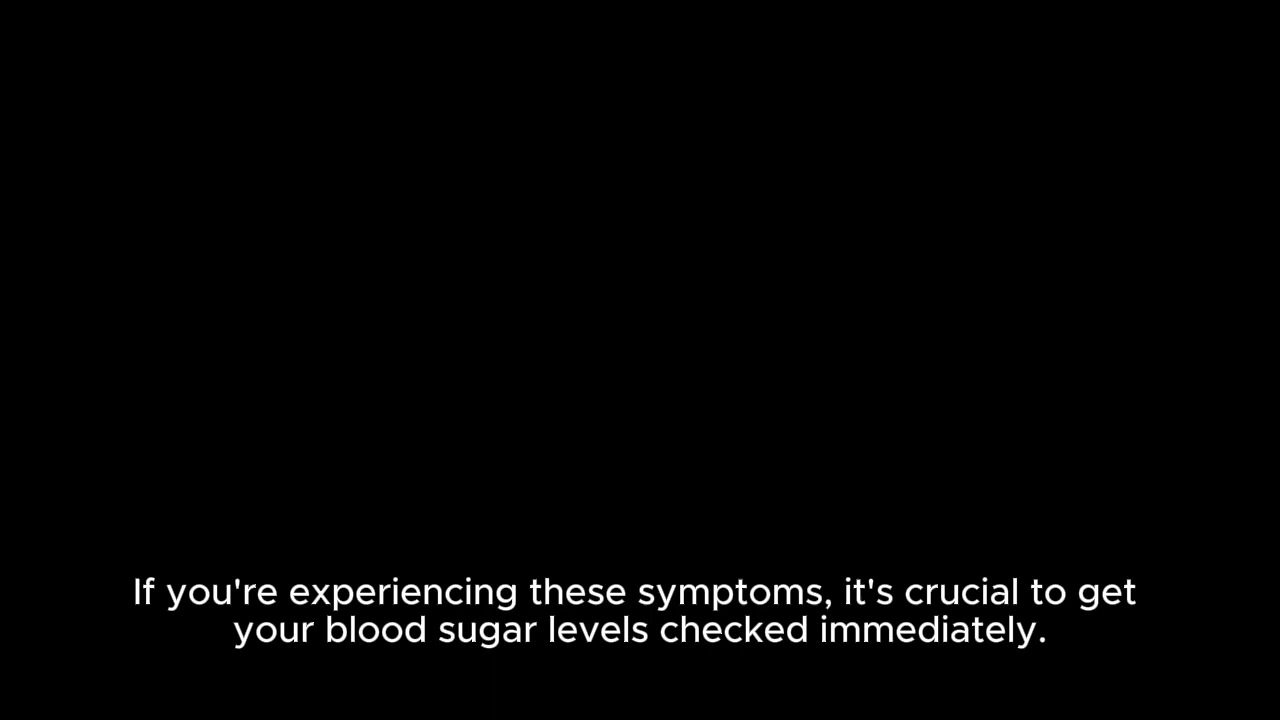 If you're experiencing these symptoms, it's crucial to get
your blood sugar levels checked immediately.